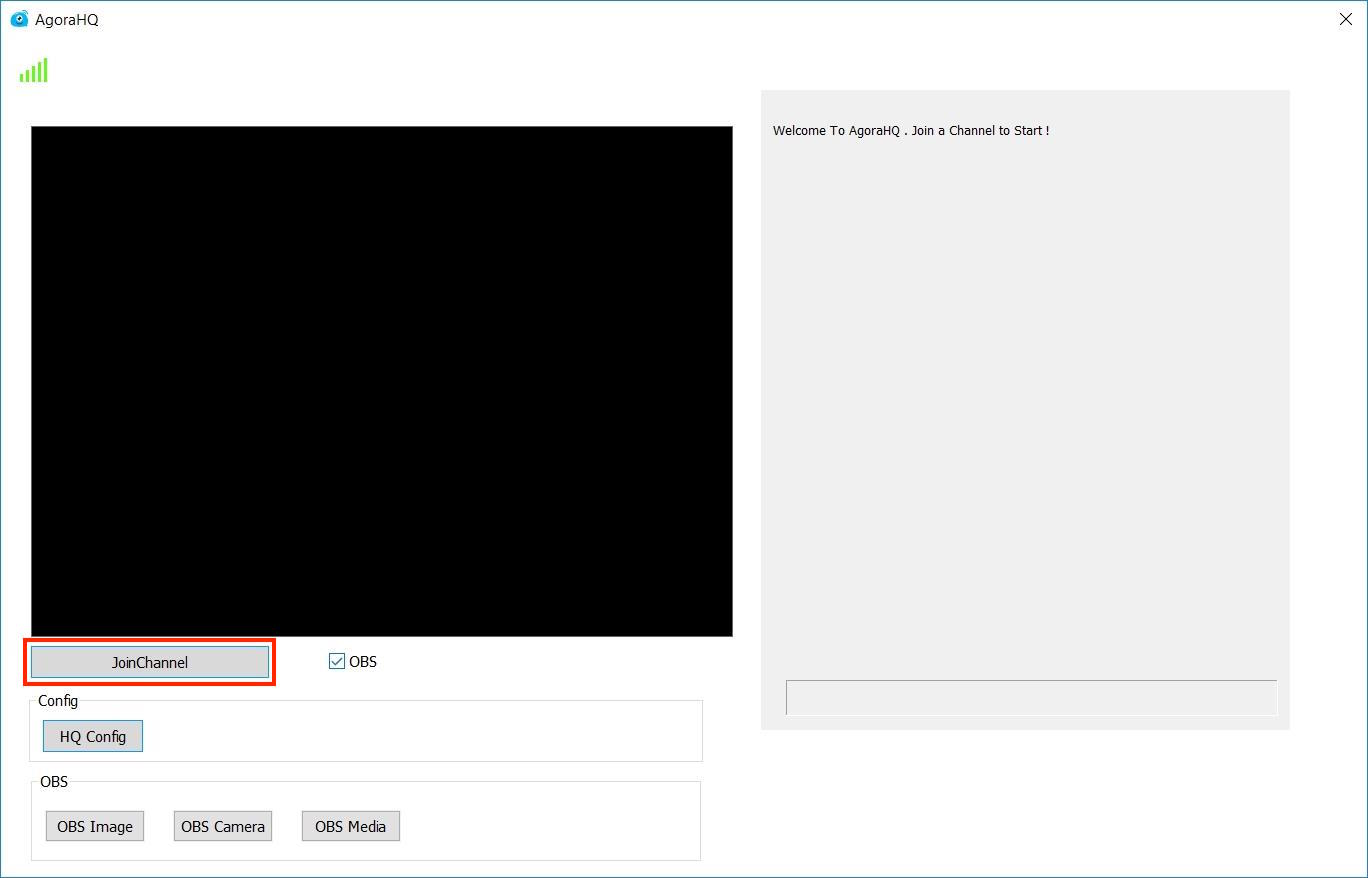 AgoraHQ
Welcome To AgoraHQ . Join a Channel to Start !
JoinChannel
OBS
Config
HQ Config
OBS
OBS Image
OBS Camera
OBS Media